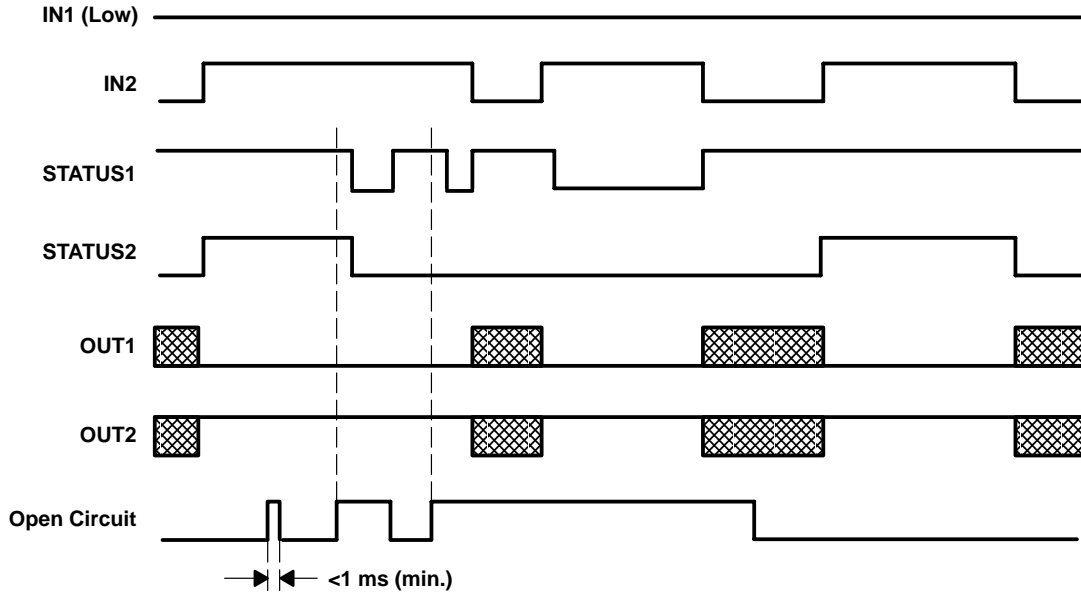 IN1 (Low)
IN2
STATUS1
STATUS2
OUT1
OUT2
Open Circuit
<1 ms (min.)